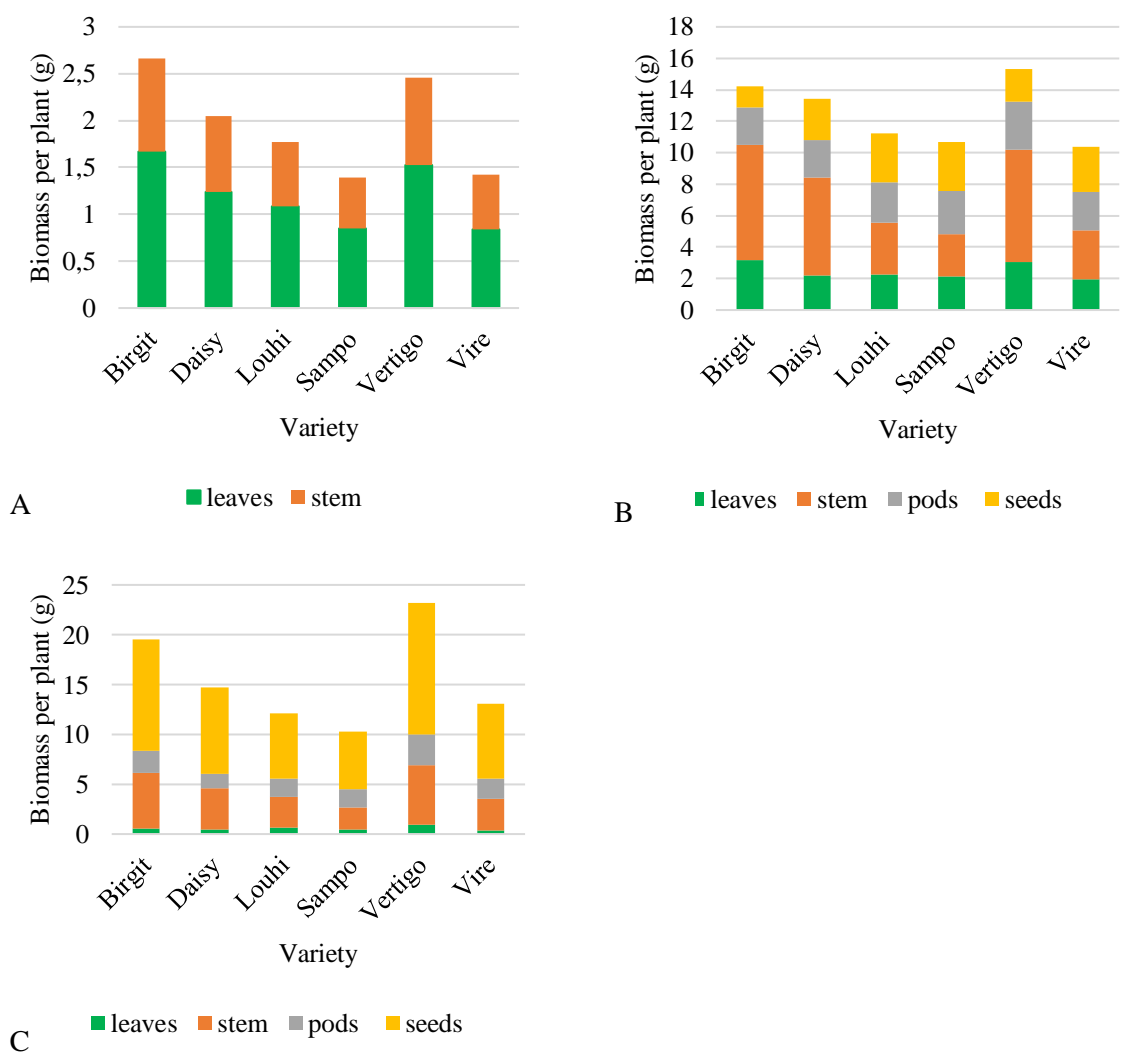 Biomass per plant (g)
3
2,5
2
1,5
1
0,5
0
Birgit
Daisy
Louhi
Sampo
Vertigo
Vire
Variety
leaves stem
A
Biomass per plant (g)
18
16
14
12
10
8
6
4
2
0
Birgit
Daisy
Louhi
Sampo
Vertigo
Vire
Variety
leaves stem pods seeds
B
Biomass per plant (g)
25
20
15
10
5
0
Birgit
Daisy
Louhi
Sampo
Vertigo
Vire
Variety
leaves stem pods seeds
C